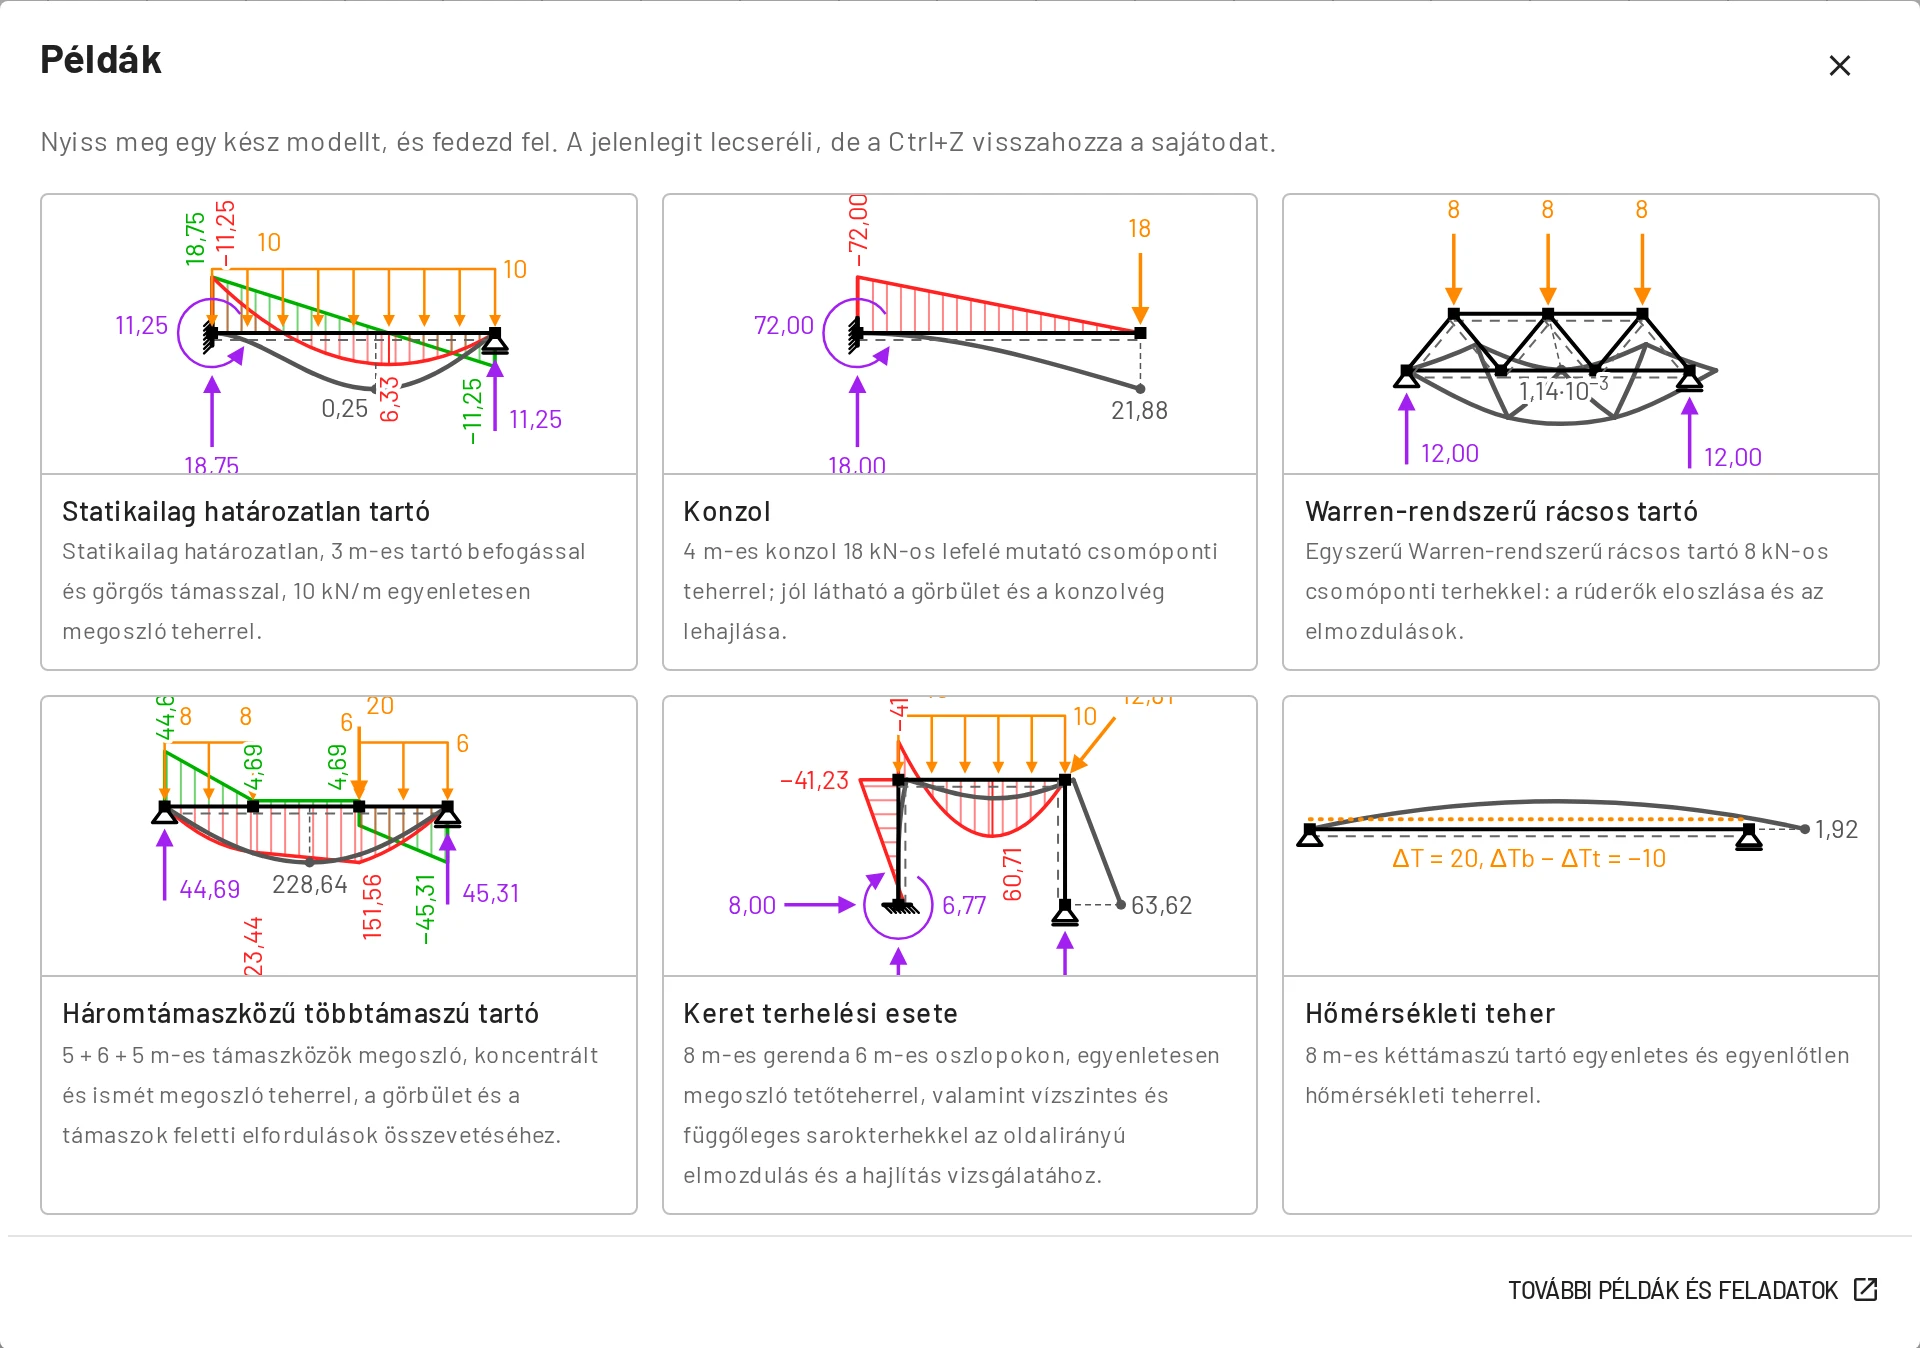 Példák
Nyiss meg egy kész modellt, és fedezd fel. A jelenlegit lecseréli, de a Ctrl+Z visszahozza a sajátodat.
18,75
−11,25
10
10
11,25
0,25
6,33
−11,25
11,25
18,75
Statikailag határozatlan tartó
Statikailag határozatlan, 3 m-es tartó befogással
és görgős támasszal, 10 kN/m egyenletesen
megoszló teherrel.
−72,00
18
72,00
21,88
18,00
Konzol
4 m-es konzol 18 kN-os lefelé mutató csomóponti
teherrel; jól látható a görbület és a konzolvég
lehajlása.
8
8
8
1,14·10⁻³
12,00
12,00
Warren-rendszerű rácsos tartó
Egyszerű Warren-rendszerű rácsos tartó 8 kN-os
csomóponti terhekkel: a rúderők eloszlása és az
elmozdulások.
44,6
8
8
6
20
6
4,69
4,69
44,69
228,64
151,56
−45,31
45,31
23,44
Háromtámaszközű többtámaszú tartó
5 + 6 + 5 m-es támaszközök megoszló, koncentrált
és ismét megoszló teherrel, a görbület és a
támaszok feletti elfordulások összevetéséhez.
−41
10
−41,23
60,71
8,00
6,77
63,62
Keret terhelési esete
8 m-es gerenda 6 m-es oszlopokon, egyenletesen
megoszló tetőteherrel, valamint vízszintes és
függőleges sarokterhekkel az oldalirányú
elmozdulás és a hajlítás vizsgálatához.
1,92
ΔT = 20, ΔTb − ΔTt = −10
Hőmérsékleti teher
8 m-es kéttámaszú tartó egyenletes és egyenlőtlen
hőmérsékleti teherrel.
TOVÁBBI PÉLDÁK ÉS FELADATOK